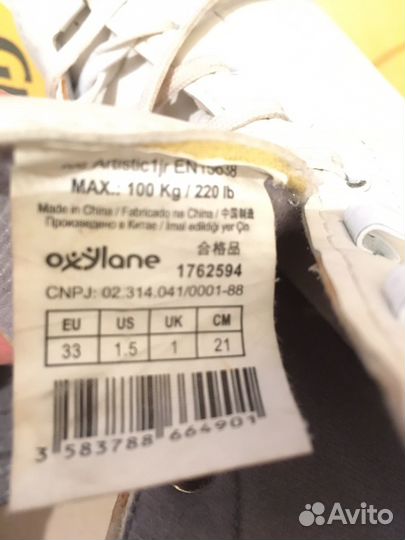 Artistic1jr EN15638
MAX.: 100 Kg / 220 lb
Made in China / Fabricado na China / 中国制造
Произведено в Китае / Imal edildiği yer Çin
oxylane
合格品
1762594
CNPJ: 02.314.041/0001-88
EU US UK CM
33 1.5 1 21
3 583788 664901
Avito